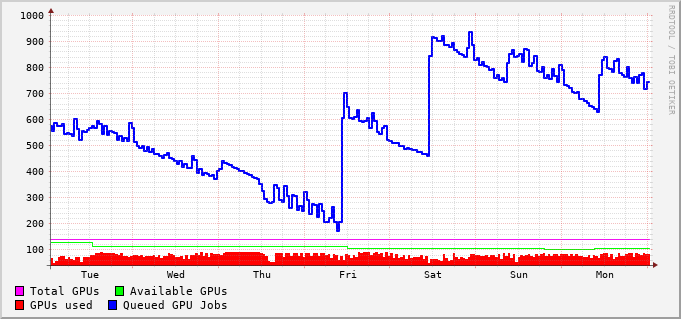 1000
900
800
700
600
500
400
300
200
100
Tue Wed Thu Fri Sat Sun Mon
Total GPUs Available GPUs
GPUs used Queued GPU Jobs
RRDTOOL / TOBI OETIKER